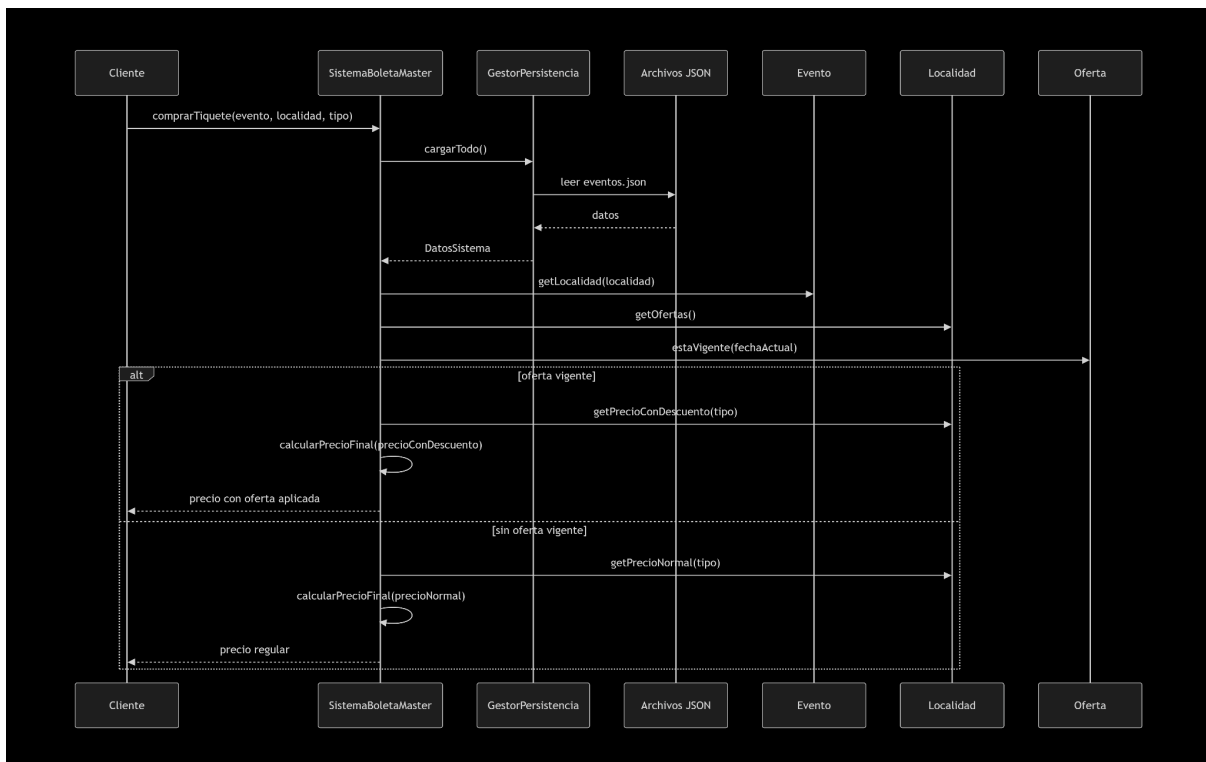 Cliente
SistemaBoletaMaster
GestorPersistencia
Archivos JSON
Evento
Localidad
Oferta
comprarTiquete(evento, localidad, tipo)
cargarTodo()
leer eventos.json
datos
DatosSistema
getLocalidad(localidad)
getOfertas()
estaVigente(fechaActual)
alt
[oferta vigente]
getPrecioConDescuento(tipo)
calcularPrecioFinal(precioConDescuento)
precio con oferta aplicada
[sin oferta vigente]
getPrecioNormal(tipo)
calcularPrecioFinal(precioNormal)
precio regular
Cliente
SistemaBoletaMaster
GestorPersistencia
Archivos JSON
Evento
Localidad
Oferta